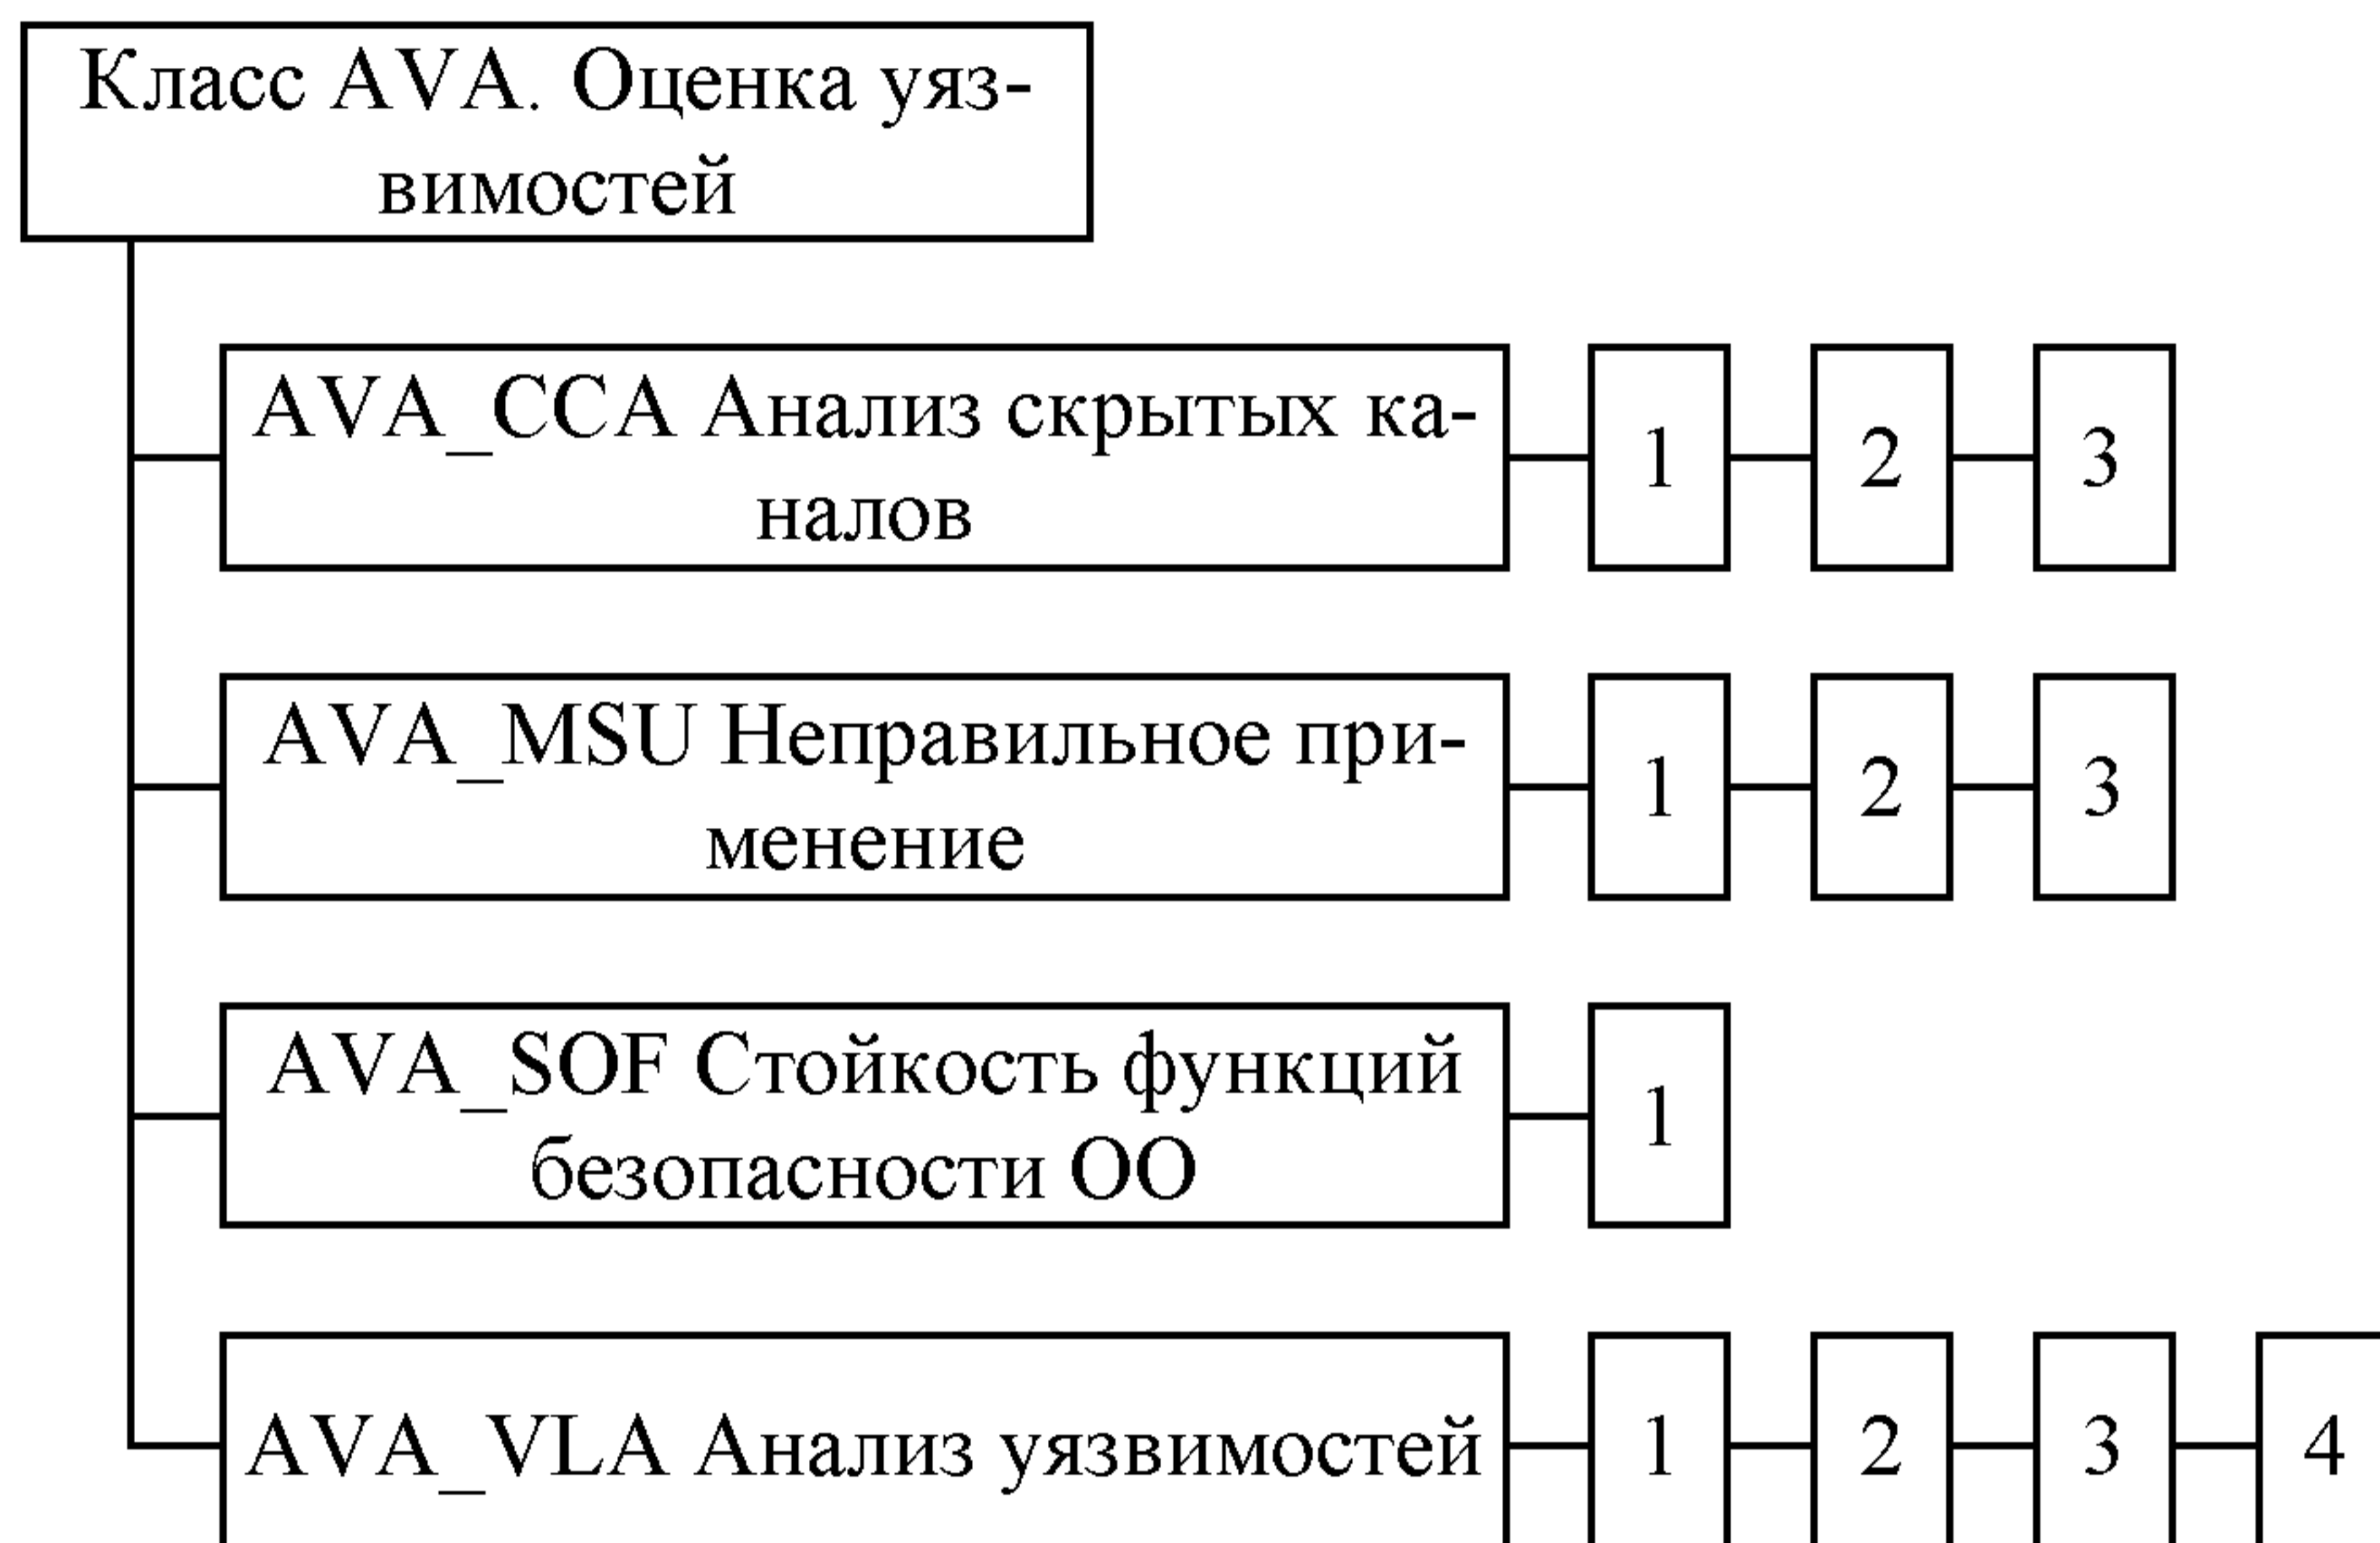 Класс AVA. Оценка уяз-
вимостей
AVA_CCA Анализ скрытых ка-
налов
1 2 3
AVA_MSU Неправильное при-
менение
1 2 3
AVA_SOF Стойкость функций
безопасности ОО
1
AVA_VLA Анализ уязвимостей 1 2 3 4